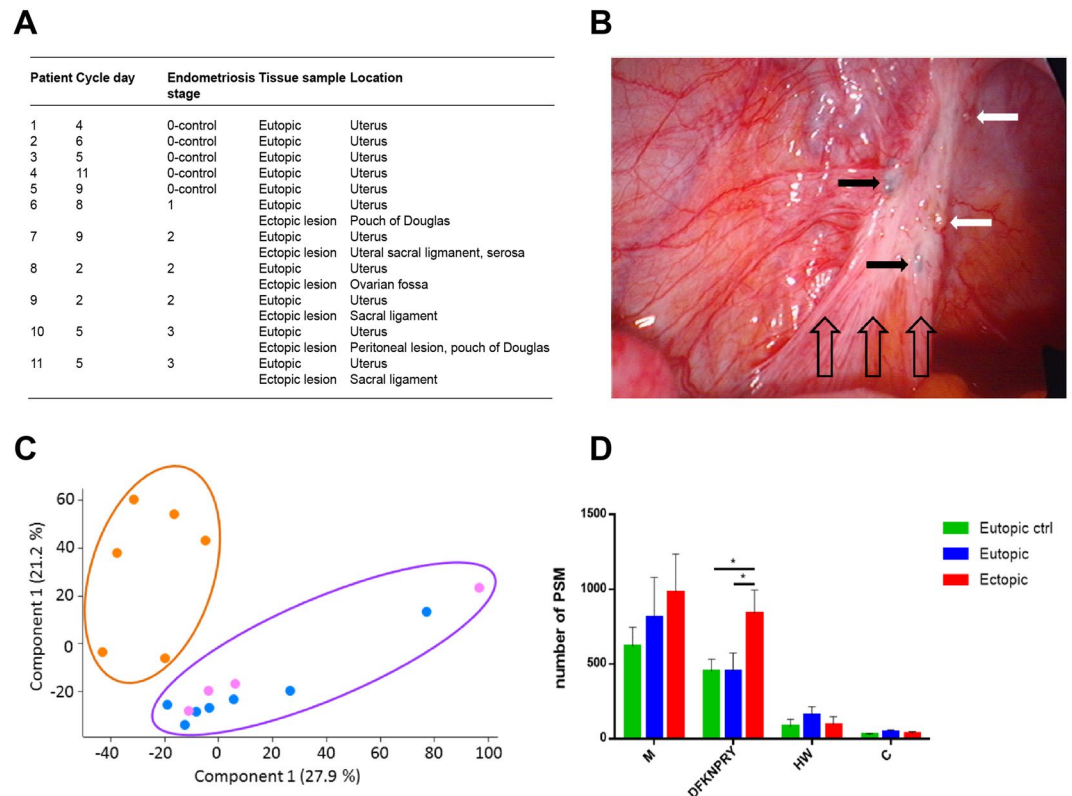 A
Patient Cycle day Endometriosis stage Tissue sample Location
1 4 0-control Eutopic Uterus
2 6 0-control Eutopic Uterus
3 5 0-control Eutopic Uterus
4 11 0-control Eutopic Uterus
5 9 0-control Eutopic Uterus
6 8 1 Eutopic Uterus
Ectopic lesion Pouch of Douglas
7 9 2 Eutopic Uterus
Ectopic lesion Uteral sacral ligmanent, serosa
8 2 2 Eutopic Uterus
Ectopic lesion Ovarian fossa
9 2 2 Eutopic Uterus
Ectopic lesion Sacral ligament
10 5 3 Eutopic Uterus
Ectopic lesion Peritoneal lesion, pouch of Douglas
11 5 3 Eutopic Uterus
Ectopic lesion Sacral ligament
B
C
Component 1 (21.2 %)
60
40
20
0
-20
-40 -20 0 20 40 60 80 100
Component 1 (27.9 %)
D
number of PSM
1500
1000
500
0
* 
*
M DFKNPRY HW C
Eutopic ctrl
Eutopic
Ectopic